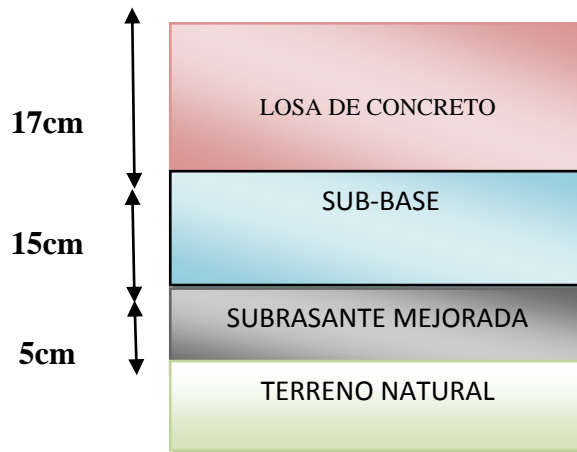 17cm
LOSA DE CONCRETO
15cm
SUB-BASE
5cm
SUBRASANTE MEJORADA
TERRENO NATURAL